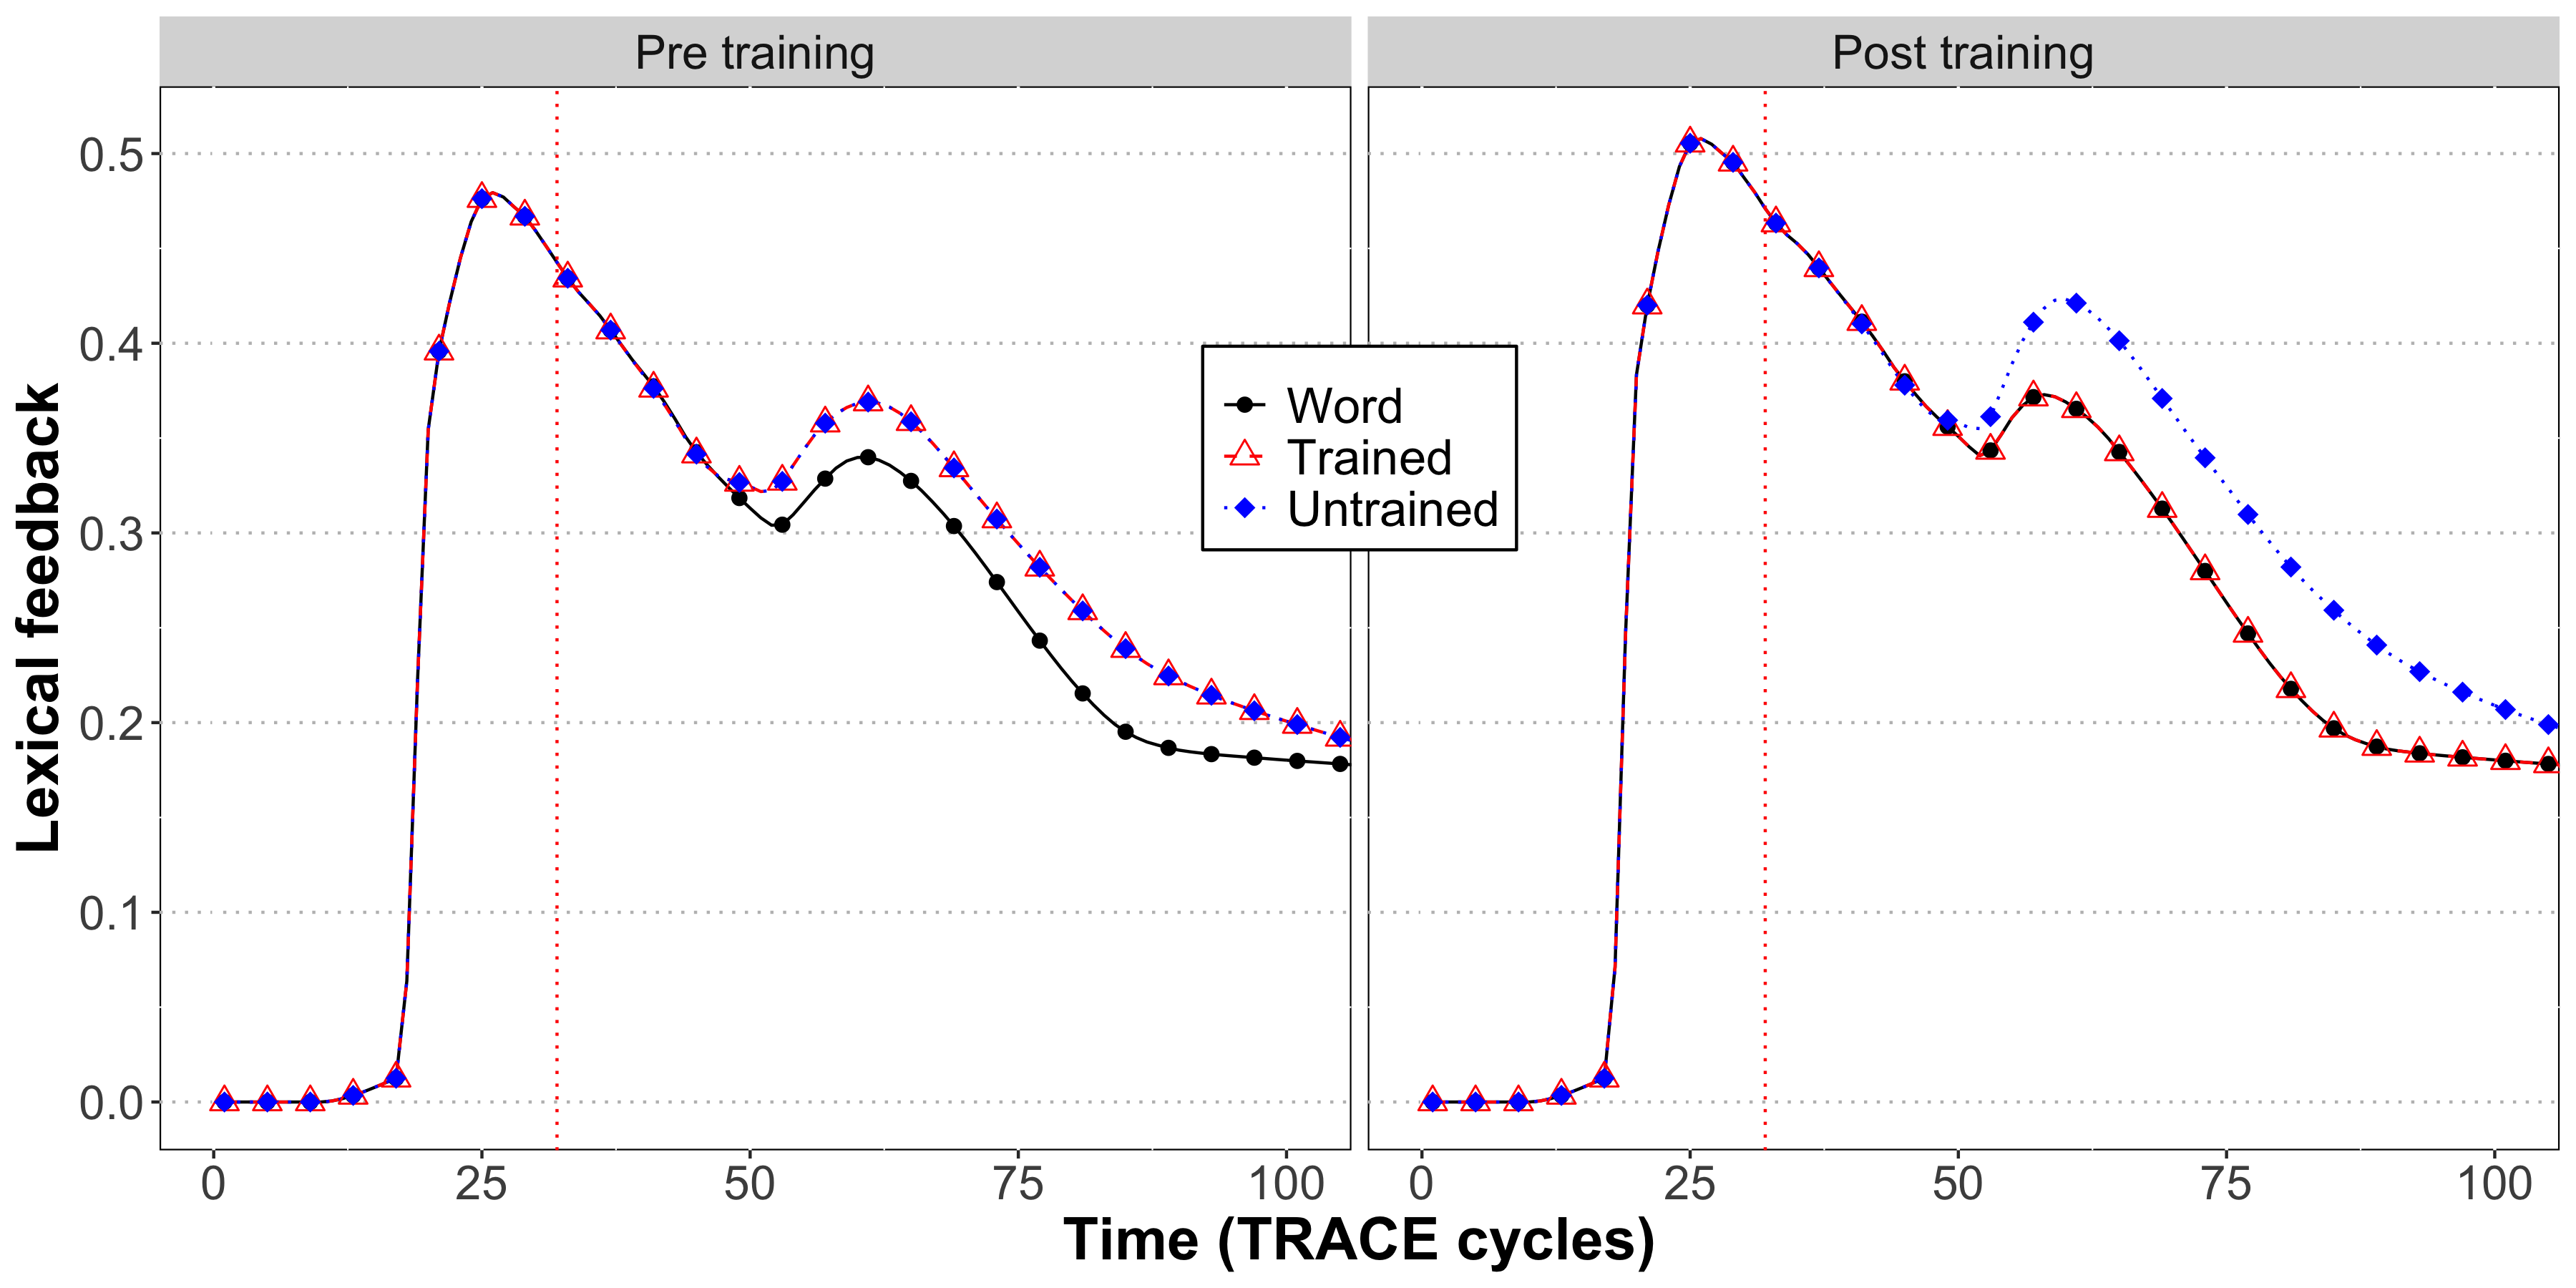 Pre training
Post training
Lexical feedback
0.5
0.4
0.3
0.2
0.1
0.0
Word
Trained
Untrained
0 25 50 75 100
0 25 50 75 100
Time (TRACE cycles)